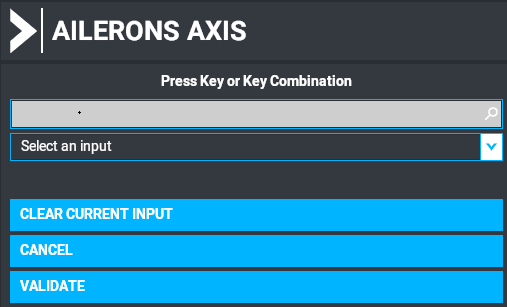 AILERONS AXIS
Press Key or Key Combination
Select an input
CLEAR CURRENT INPUT
CANCEL
VALIDATE